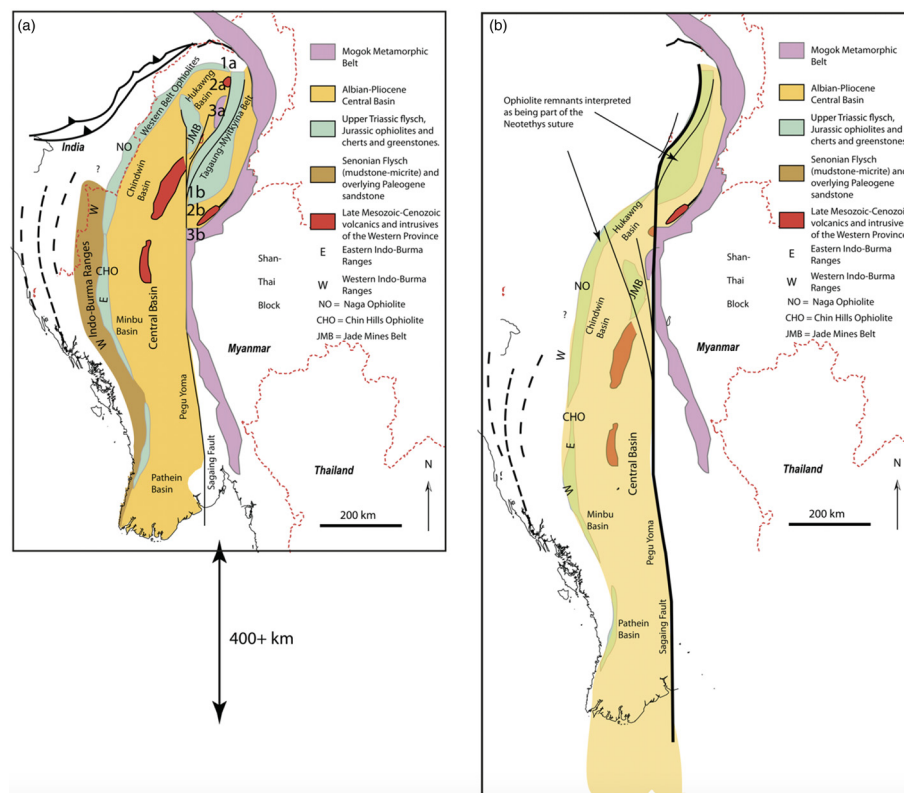 (a)
1a
2a
3a
Western Belt Ophiolites
Hukawng
Basin
JMB
Tagaung-Myitkyna Belt
India
NO
?
Chindwin
Basin
1b
2b
3b
W
Indo-Burma Ranges
CHO
E
W
Minbu
Basin
Central Basin
Pegu Yoma
Sagaing Fault
Pathein
Basin
Shan-
Thai
Block
Myanmar
Thailand
N
200 km
Mogok Metamorphic
Belt
Albian-Pliocene
Central Basin
Upper Triassic flysch,
Jurassic ophiolites and
cherts and greenstones.
Senonian Flysch
(mudstone-micrite) and
overlying Paleogene
sandstone
Late Mesozoic-Cenozoic
volcanics and intrusives
of the Western Province
E Eastern Indo-Burma
Ranges
W Western Indo-Burma
Ranges
NO = Naga Ophiolite
CHO = Chin Hills Ophiolite
JMB = Jade Mines Belt
400+ km
(b)
Ophiolite remnants interpreted
as being part of the
Neotethys suture
Hukawng
Basin
JMB
NO
Chindwin
Basin
?
W
CHO
E
W
Minbu
Basin
Central Basin
Pegu Yoma
Sagaing Fault
Pathein
Basin
Shan-
Thai
Block
Myanmar
Thailand
N
200 km
Mogok Metamorphic
Belt
Albian-Pliocene
Central Basin
Upper Triassic flysch,
Jurassic ophiolites and
cherts and greenstones.
Senonian Flysch
(mudstone-micrite) and
overlying Paleogene
sandstone
Late Mesozoic-Cenozoic
volcanics and intrusives
of the Western Province
E Eastern Indo-Burma
Ranges
W Western Indo-Burma
Ranges
NO = Naga Ophiolite
CHO = Chin Hills Ophiolite
JMB = Jade Mines Belt